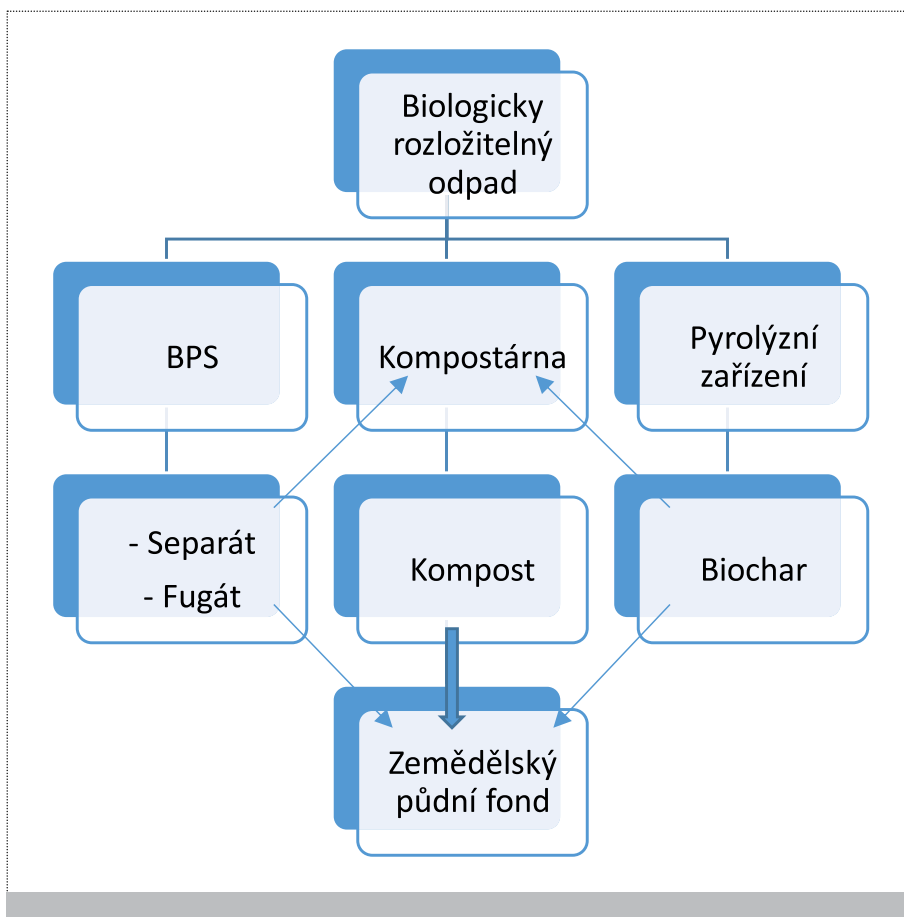 Biologicky
rozložitelný
odpad
BPS
Kompostárna
Pyrolýzní
zařízení
- Separát
- Fugát
Kompost
Biochar
Zemědělský
půdní fond